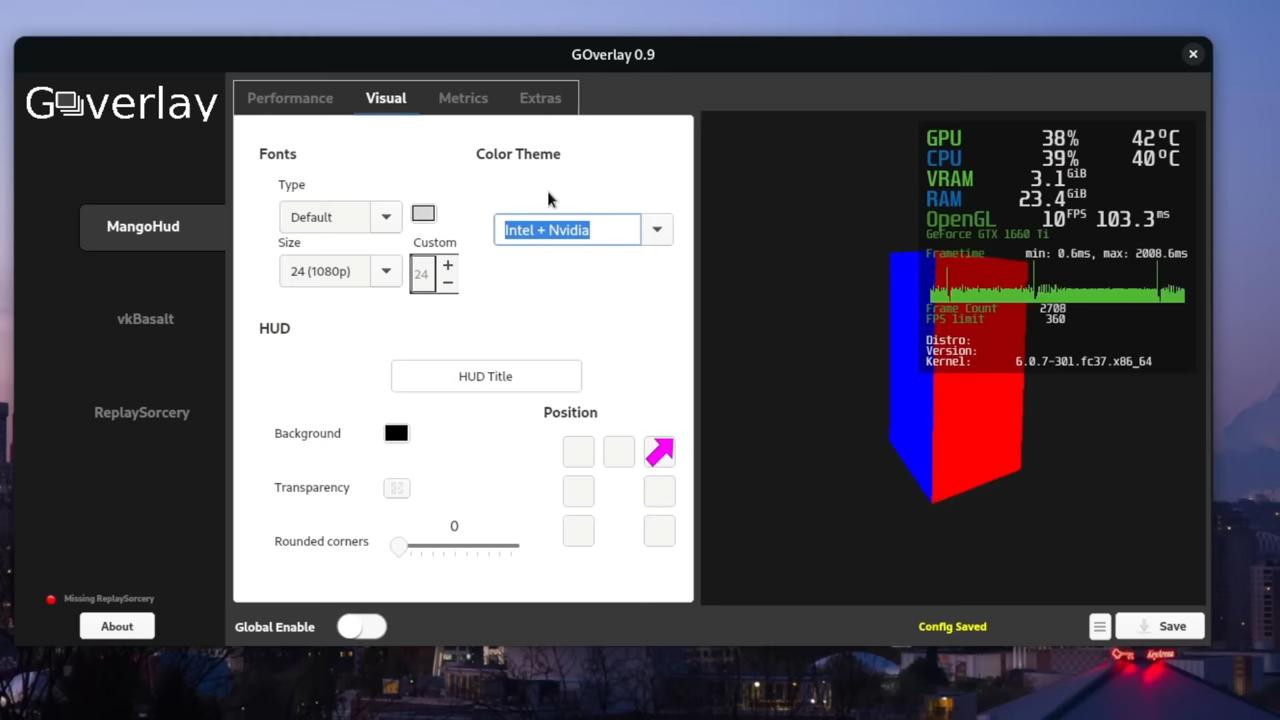 GOverlay 0.9
Goverlay
Performance Visual Metrics Extras
MangoHud
vkBasalt
ReplaySorcery
Missing ReplaySorcery
About
Fonts
Type
Default
Size
24 (1080p)
Custom
24
Color Theme
Intel + Nvidia
HUD
HUD Title
Background
Transparency
Rounded corners
0
Position
Global Enable
Config Saved
Save
GPU 38% 42°C
CPU 39% 40°C
VRAM 3.1 GiB
RAM 23.4 GiB
OpenGL 10 FPS 103.3 ms
GeForce GTX 1660 Ti
Frametime min: 0.6ms, max: 2008.6ms
Frame Count 2708
FPS limit 360
Distro:
Version:
Kernel: 6.0.7-301.fc37.x86_64